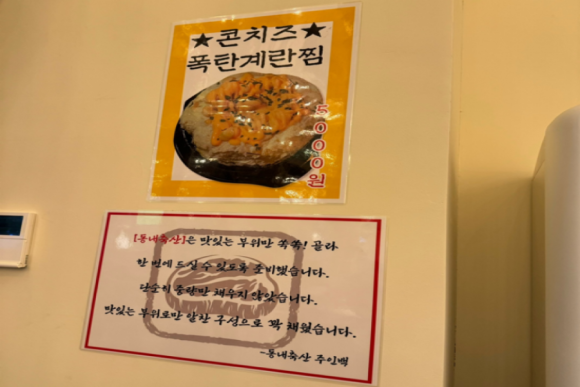 ★콘치즈★
폭탄계란찜
5000원
[동내축산]은 맛있는 부위만 쏙쏙! 골라
한 번에 드실 수 있도록 준비했습니다.
단순히 중량만 채우지 않았습니다.
맛있는 부위로만 알찬 구성으로 꽉 채웠습니다.
-동내축산 주인백